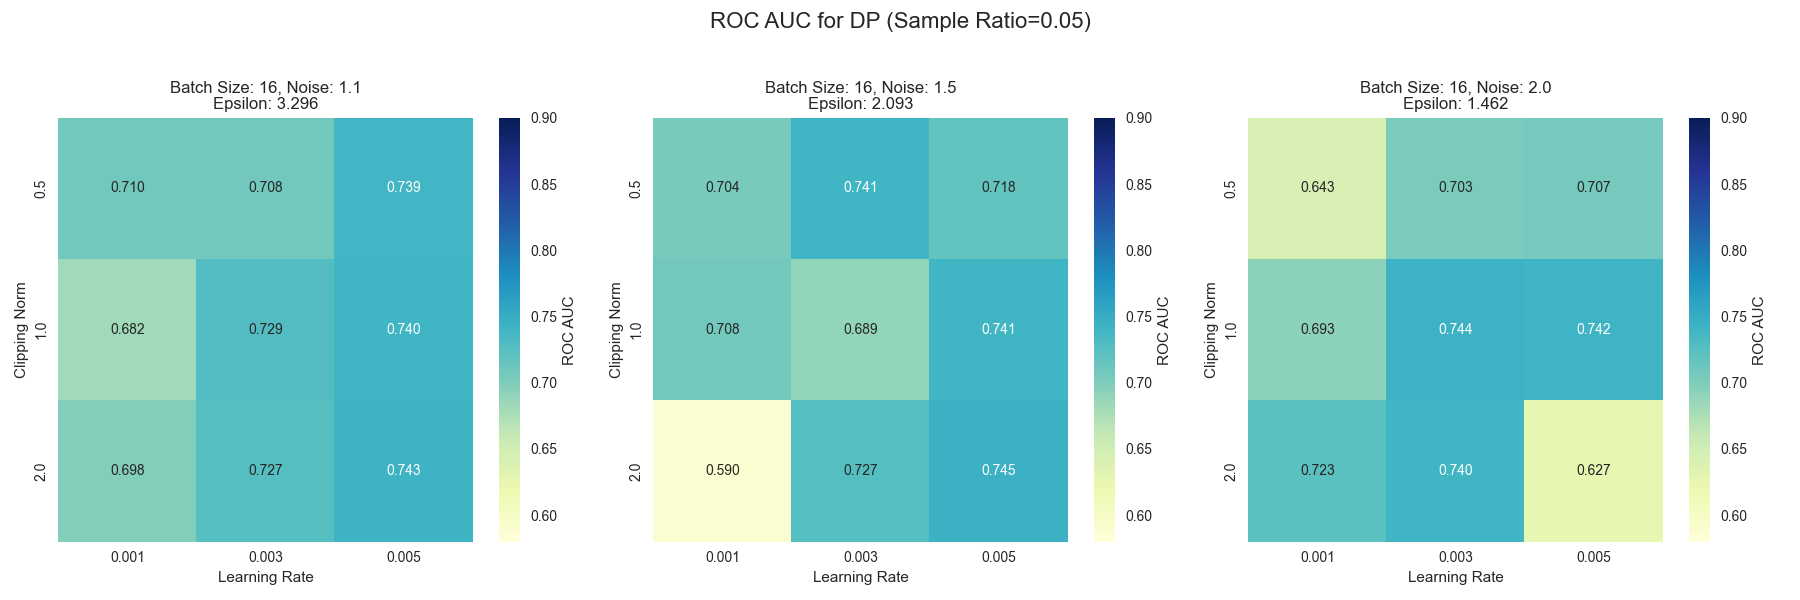 ROC AUC for DP (Sample Ratio=0.05)
Batch Size: 16, Noise: 1.1
Epsilon: 3.296
Clipping Norm
0.5
0.710 0.708 0.739
1.0
0.682 0.729 0.740
2.0
0.698 0.727 0.743
0.001 0.003 0.005
Learning Rate
0.90
0.85
0.80
0.75
0.70
0.65
0.60
ROC AUC
Batch Size: 16, Noise: 1.5
Epsilon: 2.093
Clipping Norm
0.5
0.704 0.741 0.718
1.0
0.708 0.689 0.741
2.0
0.590 0.727 0.745
0.001 0.003 0.005
Learning Rate
0.90
0.85
0.80
0.75
0.70
0.65
0.60
ROC AUC
Batch Size: 16, Noise: 2.0
Epsilon: 1.462
Clipping Norm
0.5
0.643 0.703 0.707
1.0
0.693 0.744 0.742
2.0
0.723 0.740 0.627
0.001 0.003 0.005
Learning Rate
0.90
0.85
0.80
0.75
0.70
0.65
0.60
ROC AUC